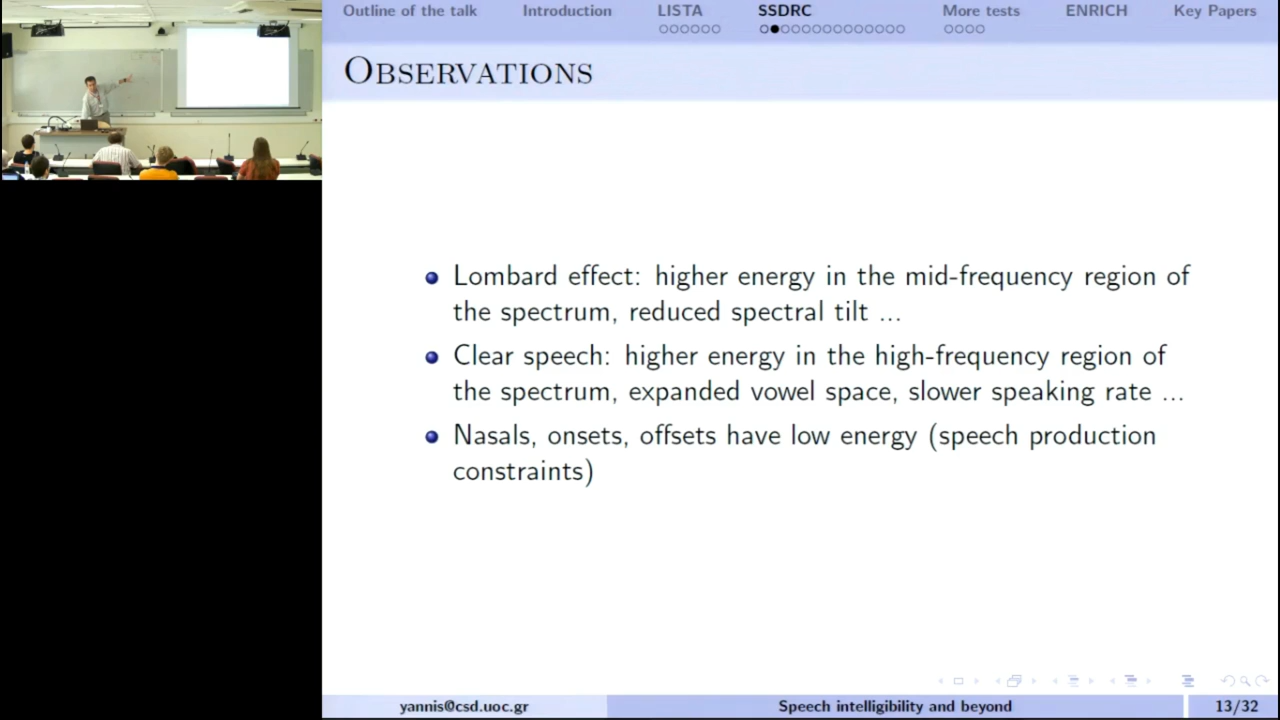 Outline of the talk Introduction LISTA SSDRC More tests ENRICH Key Papers
OBSERVATIONS
Lombard effect: higher energy in the mid-frequency region of
the spectrum, reduced spectral tilt ...
Clear speech: higher energy in the high-frequency region of
the spectrum, expanded vowel space, slower speaking rate ...
Nasals, onsets, offsets have low energy (speech production
constraints)
yannis@csd.uoc.gr Speech intelligibility and beyond 13/32